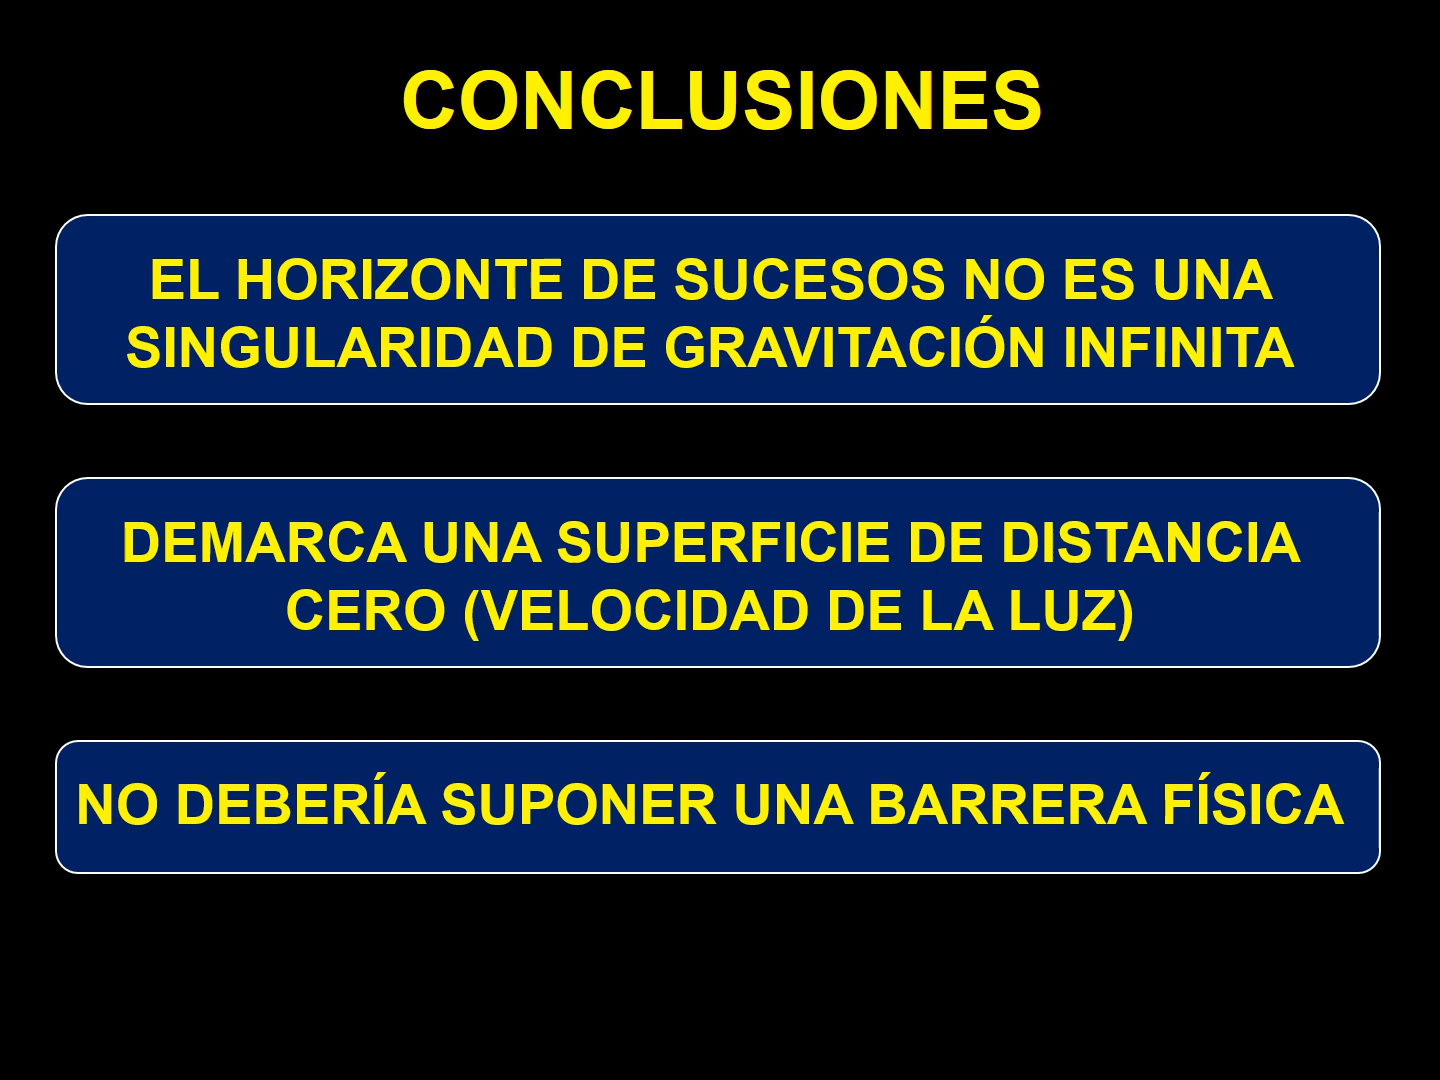 CONCLUSIONES
EL HORIZONTE DE SUCESOS NO ES UNA
SINGULARIDAD DE GRAVITACIÓN INFINITA
DEMARCA UNA SUPERFICIE DE DISTANCIA
CERO (VELOCIDAD DE LA LUZ)
NO DEBERÍA SUPONER UNA BARRERA FÍSICA